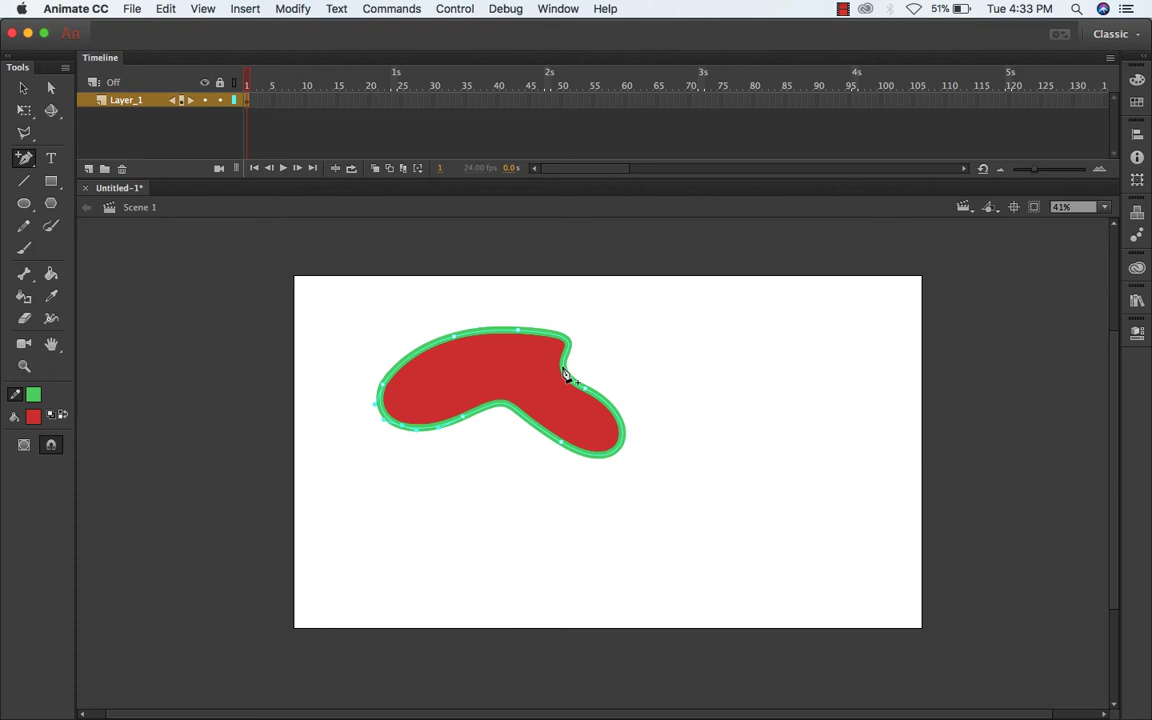 Animate CC File Edit View Insert Modify Text Commands Control Debug Window Help 51% Tue 4:33 PM
An Classic
Tools Timeline
1s 2s 3s 4s 5s
Off 1 5 10 15 20 25 30 35 40 45 50 55 60 65 70 75 80 85 90 95 100 105 110 115 120 125 130 1
Layer_1
T 1 24.00 fps 0.0 s
Untitled-1*
Scene 1 41%